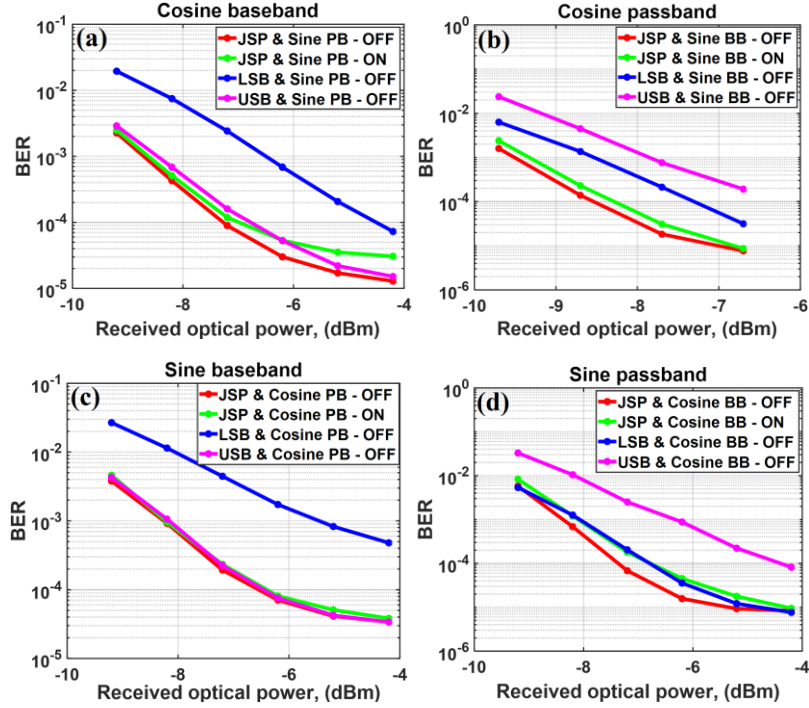 Cosine baseband
(a)
JSP & Sine PB - OFF
JSP & Sine PB - ON
LSB & Sine PB - OFF
USB & Sine PB - OFF
BER
10^-1
10^-2
10^-3
10^-4
10^-5
-10
-8
-6
-4
Received optical power, (dBm)
Cosine passband
(b)
JSP & Sine BB - OFF
JSP & Sine BB - ON
LSB & Sine BB - OFF
USB & Sine BB - OFF
BER
10^0
10^-2
10^-4
10^-6
-10
-9
-8
-7
-6
Received optical power, (dBm)
Sine baseband
(c)
JSP & Cosine PB - OFF
JSP & Cosine PB - ON
LSB & Cosine PB - OFF
USB & Cosine PB - OFF
BER
10^-1
10^-2
10^-3
10^-4
10^-5
-10
-8
-6
-4
Received optical power, (dBm)
Sine passband
(d)
JSP & Cosine BB - OFF
JSP & Cosine BB - ON
LSB & Cosine BB - OFF
USB & Cosine BB - OFF
BER
10^0
10^-2
10^-4
10^-6
-10
-8
-6
-4
Received optical power, (dBm)